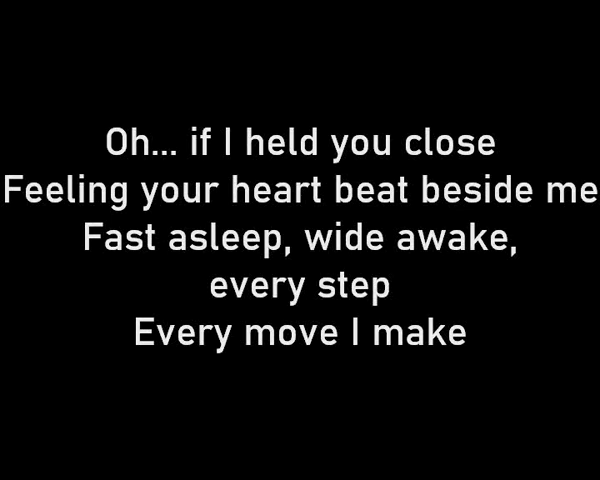 Oh... if I held you close
Feeling your heart beat beside me
Fast asleep, wide awake,
every step
Every move I make